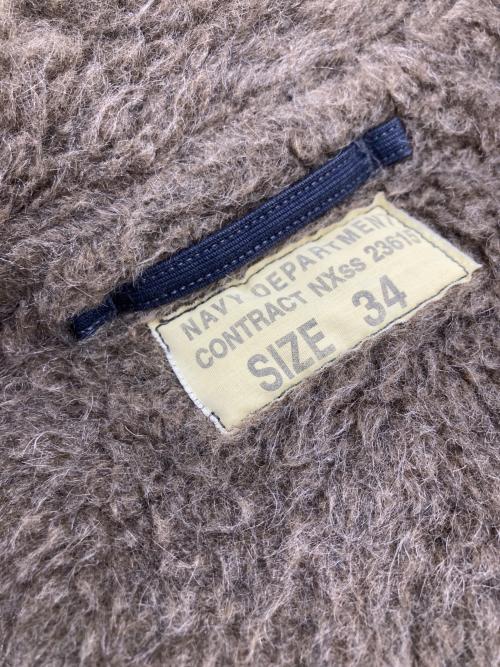 NAVY DEPARTMENT
CONTRACT NXSS 23615
SIZE 34